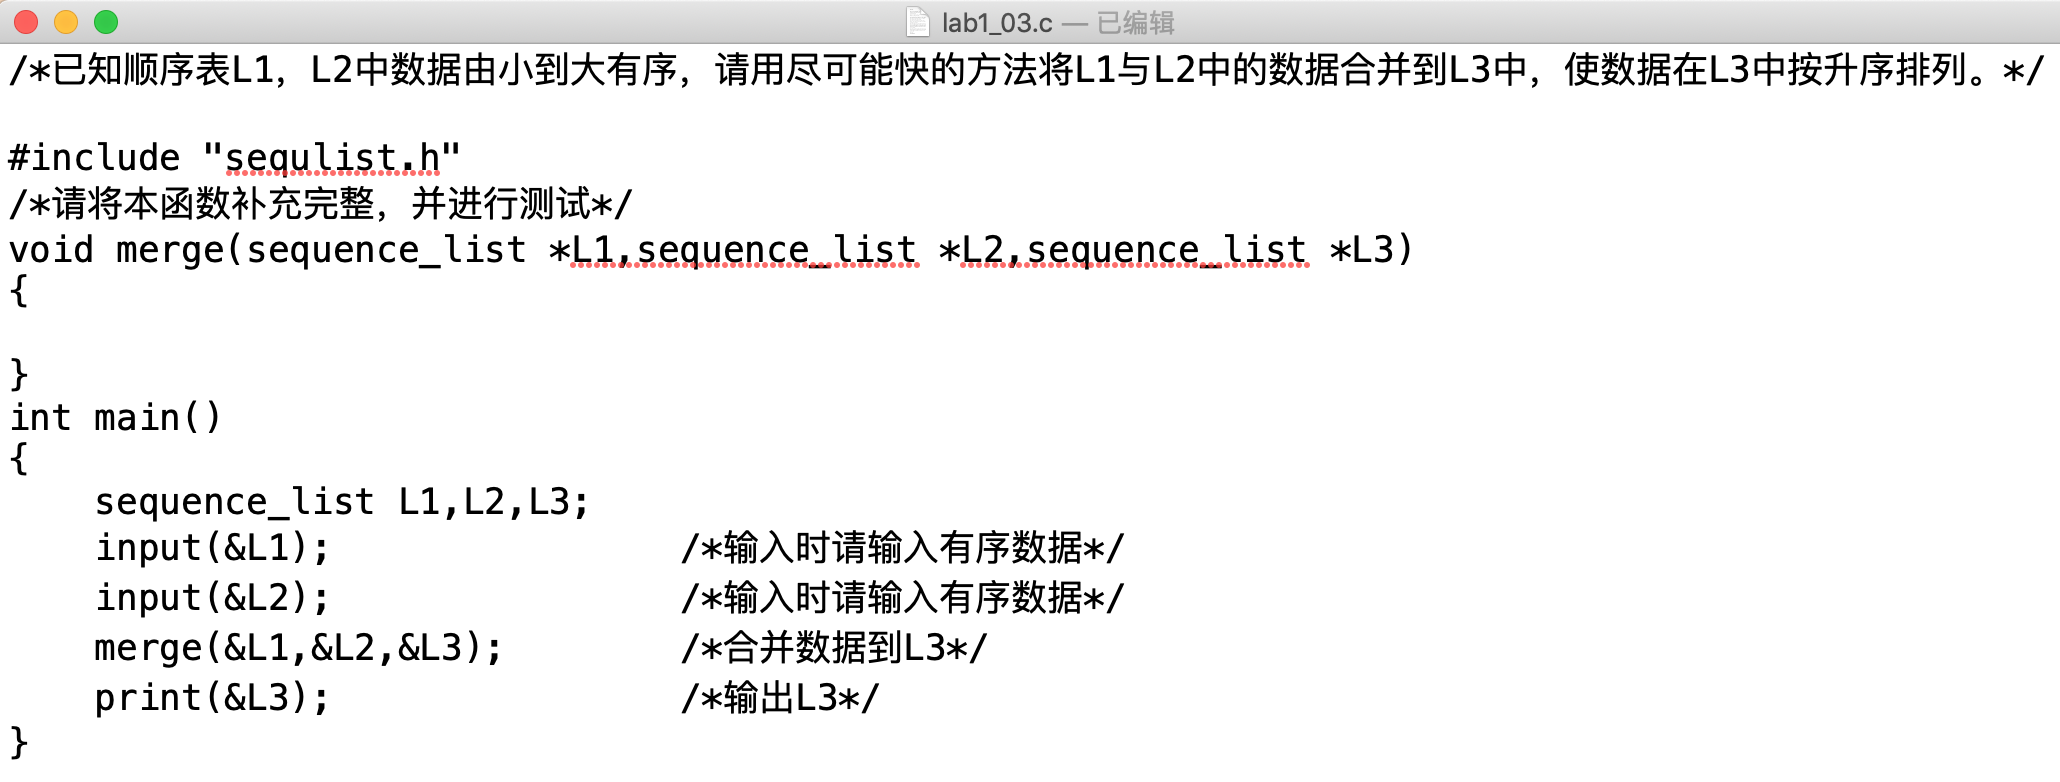 lab1_03.c — 已编辑
/*已知顺序表L1，L2中数据由小到大有序，请用尽可能快的方法将L1与L2中的数据合并到L3中，使数据在L3中按升序排列。*/
#include "sequlist.h"
/*请将本函数补充完整，并进行测试*/
void merge(sequence_list *L1,sequence_list *L2,sequence_list *L3)
{
}
int main()
{
    sequence_list L1,L2,L3;
    input(&L1);                /*输入时请输入有序数据*/
    input(&L2);                /*输入时请输入有序数据*/
    merge(&L1,&L2,&L3);        /*合并数据到L3*/
    print(&L3);                /*输出L3*/
}